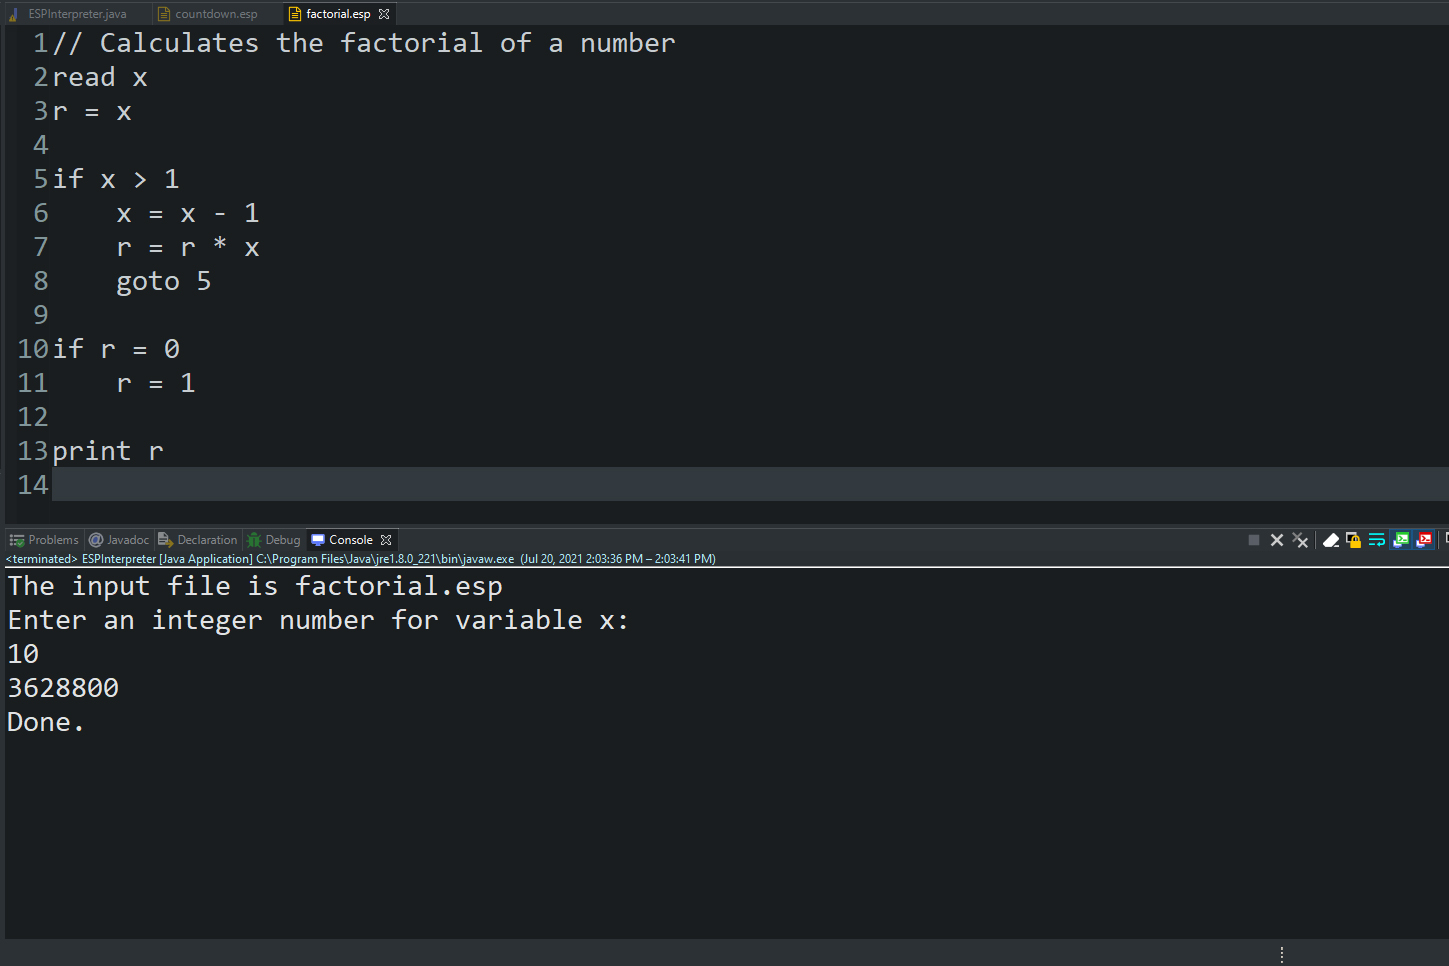 ESPInterpreter.java countdown.esp factorial.esp
1 // Calculates the factorial of a number
2 read x
3 r = x
4
5 if x > 1
6     x = x - 1
7     r = r * x
8     goto 5
9
10 if r = 0
11     r = 1
12
13 print r
14
Problems @ Javadoc Declaration Debug Console
<terminated> ESPInterpreter [Java Application] C:\Program Files\Java\jre1.8.0_221\bin\javaw.exe (Jul 20, 2021 2:03:36 PM – 2:03:41 PM)
The input file is factorial.esp
Enter an integer number for variable x:
10
3628800
Done.